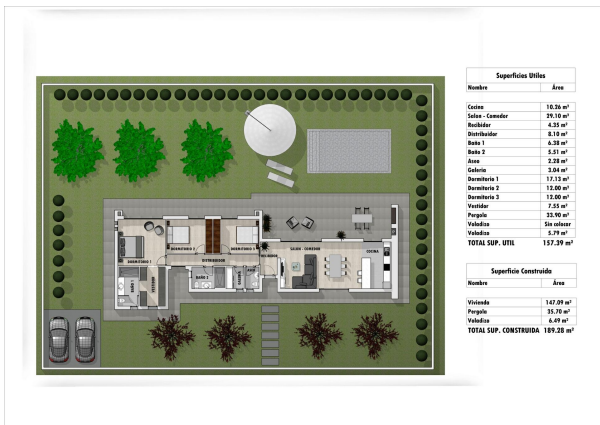 Superficies Utiles
Nombre Área
Cocina 10.26 m²
Salon - Comedor 29.10 m²
Recibidor 4.35 m²
Distribuidor 8.10 m²
Baño 1 6.38 m²
Baño 2 5.51 m²
Aseo 2.28 m²
Galeria 3.04 m²
Dormitorio 1 17.13 m²
Dormitorio 2 12.00 m²
Dormitorio 3 12.00 m²
Vestidor 7.55 m²
Pergola 33.90 m²
Voladizo Sin colocar
Voladizo 5.79 m²
TOTAL SUP. UTIL 157.39 m²
Superficie Construida
Nombre Área
Vivienda 147.09 m²
Pergola 35.70 m²
Voladizo 6.49 m²
TOTAL SUP. CONSTRUIDA 189.28 m²
DORMITORIO 1
DORMITORIO 2
DORMITORIO 3
DISTRIBUIDOR
RECIBIDOR
SALON - COMEDOR
COCINA
BAÑO 1
VESTIDOR
BAÑO 2
GALERIA
ASEO